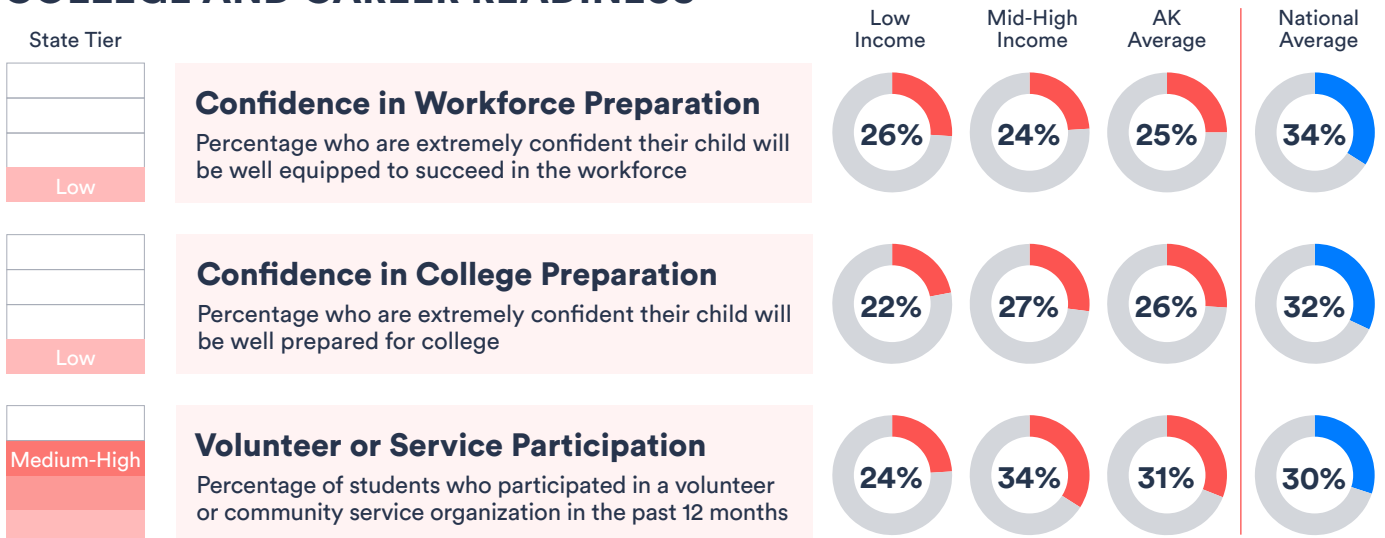 COLLEGE AND CAREER READINESS
State Tier
Low
Income
Mid-High
Income
AK
Average
National
Average
Low
Confidence in Workforce Preparation
Percentage who are extremely confident their child will
be well equipped to succeed in the workforce
26%
24%
25%
34%
Low
Confidence in College Preparation
Percentage who are extremely confident their child will
be well prepared for college
22%
27%
26%
32%
Medium-High
Volunteer or Service Participation
Percentage of students who participated in a volunteer
or community service organization in the past 12 months
24%
34%
31%
30%